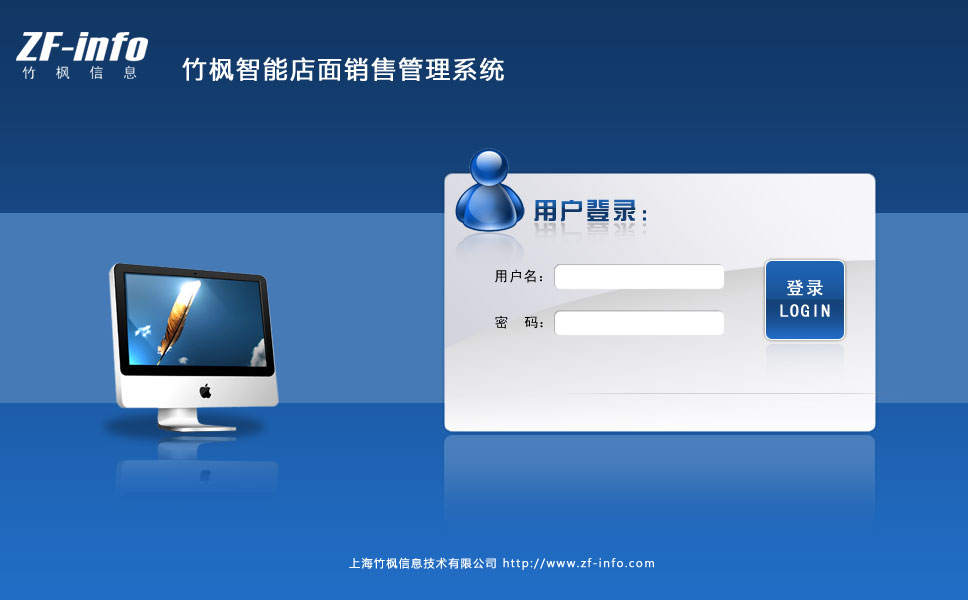 ZF-info
竹枫信息
竹枫智能店面销售管理系统
用户登录:
用户名:
密 码:
登录
LOGIN
上海竹枫信息技术有限公司 http://www.zf-info.com